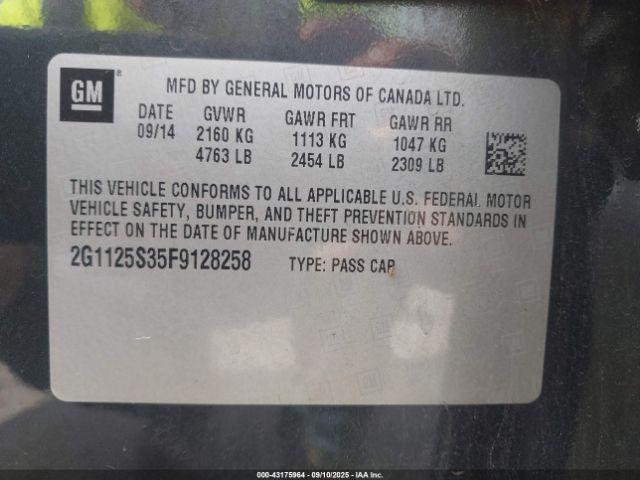 GM ®
MFD BY GENERAL MOTORS OF CANADA LTD.
DATE GVWR GAWR FRT GAWR RR
09/14 2160 KG 1113 KG 1047 KG
4763 LB 2454 LB 2309 LB
THIS VEHICLE CONFORMS TO ALL APPLICABLE U.S. FEDERAL MOTOR
VEHICLE SAFETY, BUMPER, AND THEFT PREVENTION STANDARDS IN
EFFECT ON THE DATE OF MANUFACTURE SHOWN ABOVE.
2G1125S35F9128258 TYPE: PASS CAR
000-43175964 - 09/10/2025 - IAA Inc.